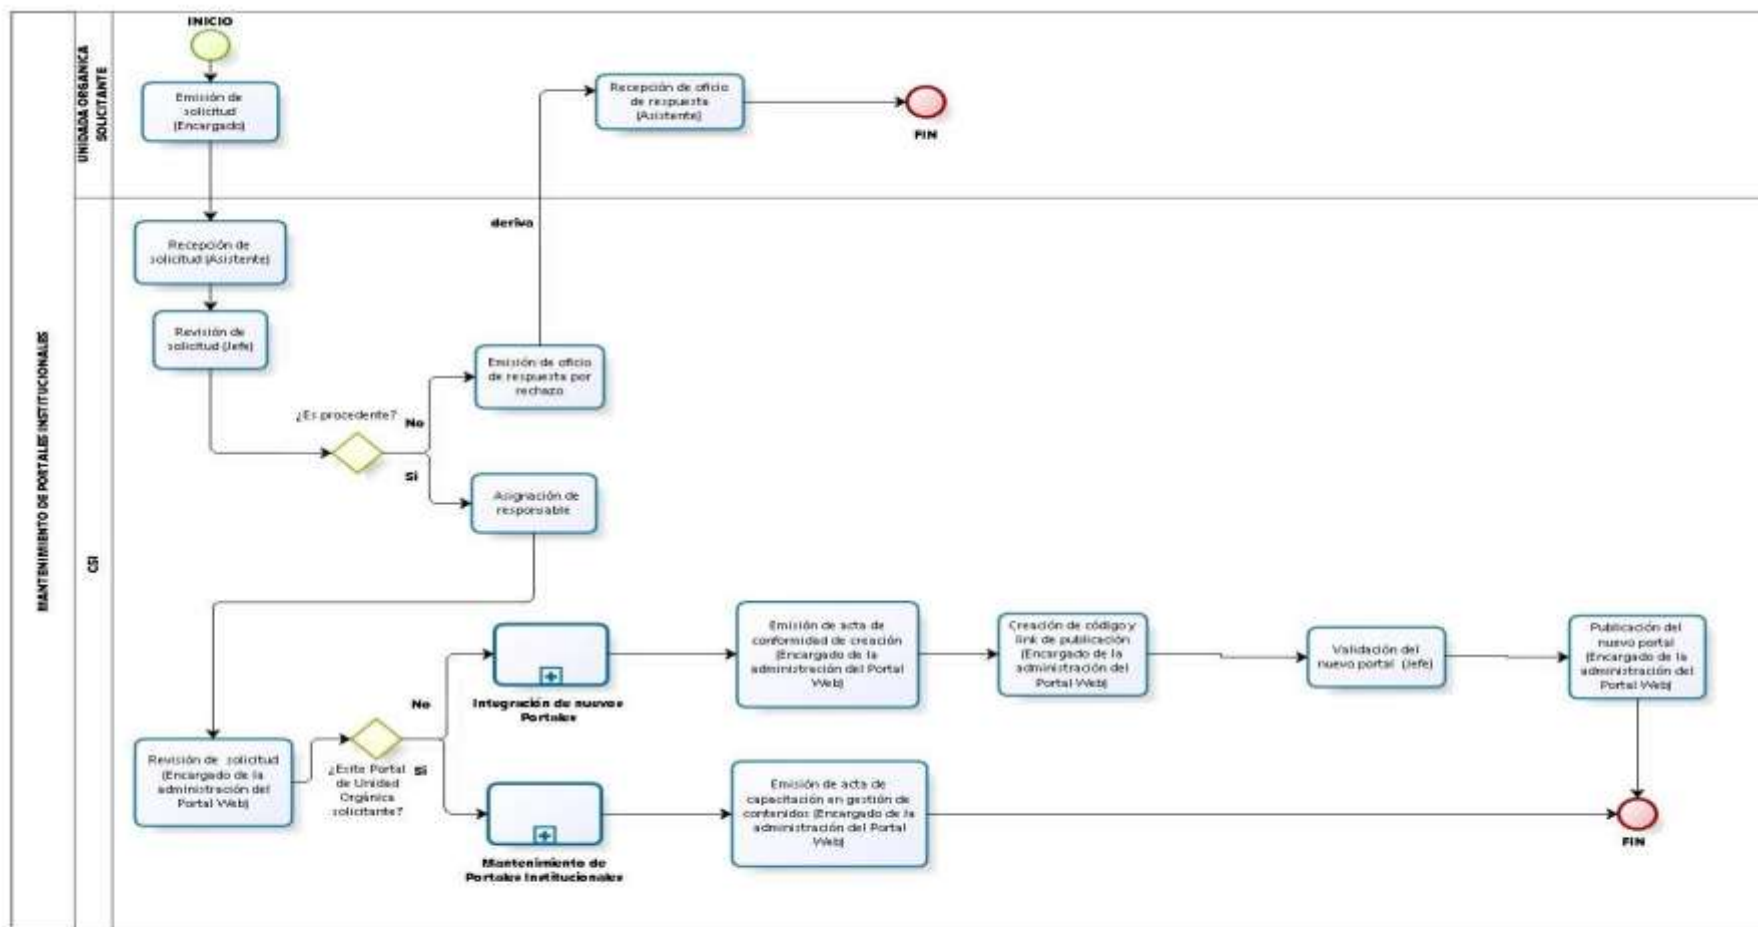 MANTENIMIENTO DE PORTALES INSTITUCIONALES
UNIDADA ORGANICA
SOLICITANTE
INICIO
Emisión de
solicitud
(Encargado)
Recepción de oficio
de respuesta
(Asistente)
FIN
CSI
deriva
Recepción de
solicitud (Asistente)
Revisión de
solicitud (Jefe)
¿Es procedente?
No
Si
Emisión de oficio
de respuesta por
rechazo
Asignación de
responsable
Revisión de solicitud
(Encargado de la
administración del
Portal Web)
¿Exite Portal
de Unidad
Orgánica
solicitante?
No
Si
Integración de nuevos
Portales
Emisión de acta de
conformidad de creación
(Encargado de la
administración del Portal
Web)
Creación de código y
link de publicación
(Encargado de la
administración del
Portal Web)
Validación del
nuevo portal (Jefe)
Publicación del
nuevo portal
(Encargado de la
administración del
Portal Web)
Mantenimiento de
Portales Institucionales
Emisión de acta de
capacitación en gestión de
contenidos (Encargado de la
administración del Portal
Web)
FIN